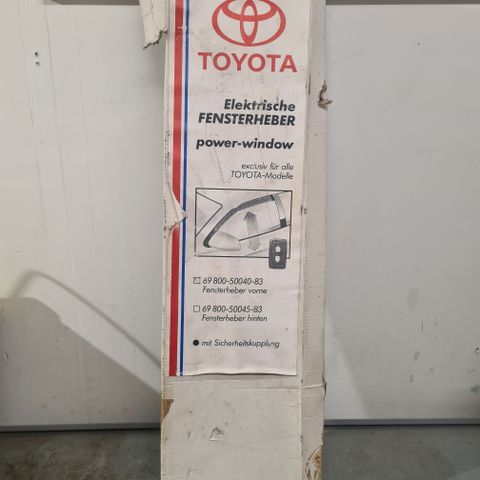 TOYOTA
Elektrische
FENSTERHEBER
power-window
exclusiv für alle
TOYOTA-Modelle
69 800-50040-83
Fensterheber vorne
69 800-50045-83
Fensterheber hinten
mit Sicherheitskupplung